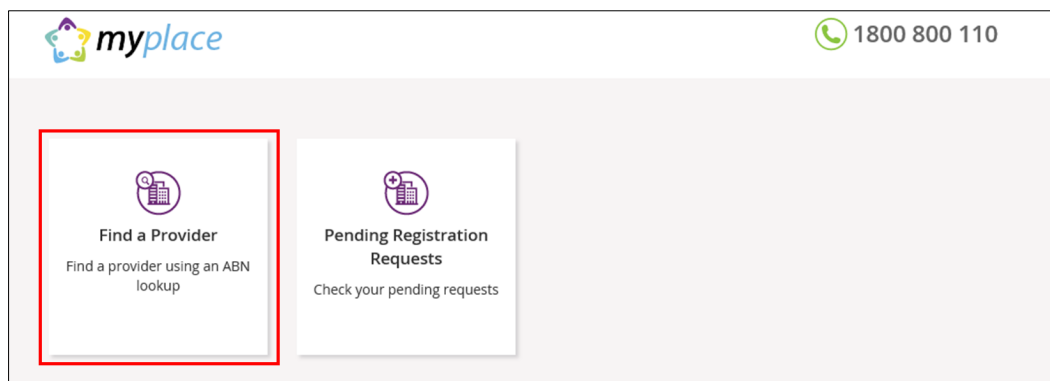 myplace
1800 800 110
Find a Provider
Find a provider using an ABN
lookup
Pending Registration
Requests
Check your pending requests